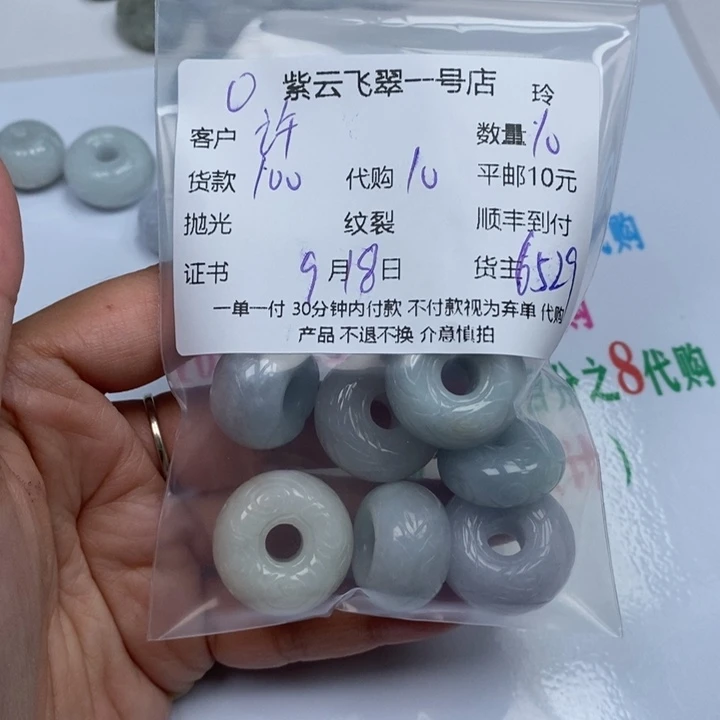 紫云飞翠一号店 玲
O
客户 许 数量 10
货款 100 代购 10 平邮10元
抛光 纹裂 顺丰到付
证书 9月18日 货主 6529
一单一付 30分钟内付款 不付款视为弃单 代购
产品 不退不换 介意慎拍
代购
分之8代购